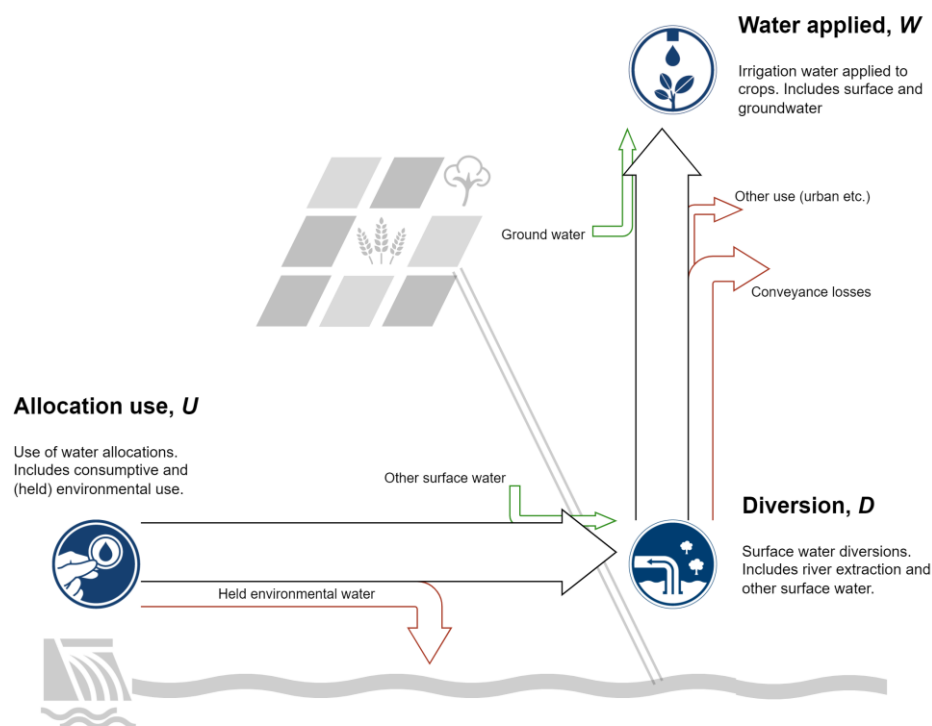 Water applied, W
Irrigation water applied to
crops. Includes surface and
groundwater
Other use (urban etc.)
Ground water
Conveyance losses
Allocation use, U
Use of water allocations.
Includes consumptive and
(held) environmental use.
Other surface water
Diversion, D
Surface water diversions.
Includes river extraction and
other surface water.
Held environmental water